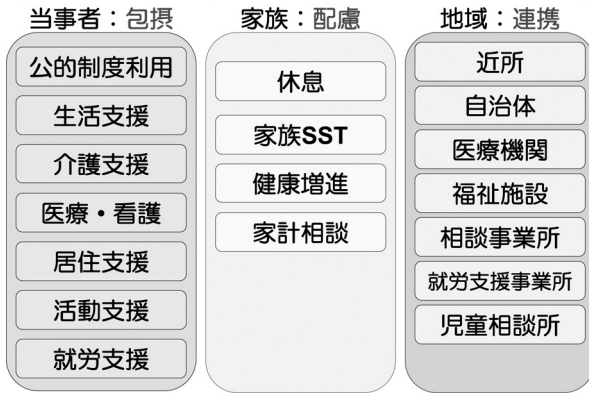 当事者：包摂
公的制度利用
生活支援
介護支援
医療・看護
居住支援
活動支援
就労支援
家族：配慮
休息
家族SST
健康増進
家計相談
地域：連携
近所
自治体
医療機関
福祉施設
相談事業所
就労支援事業所
児童相談所